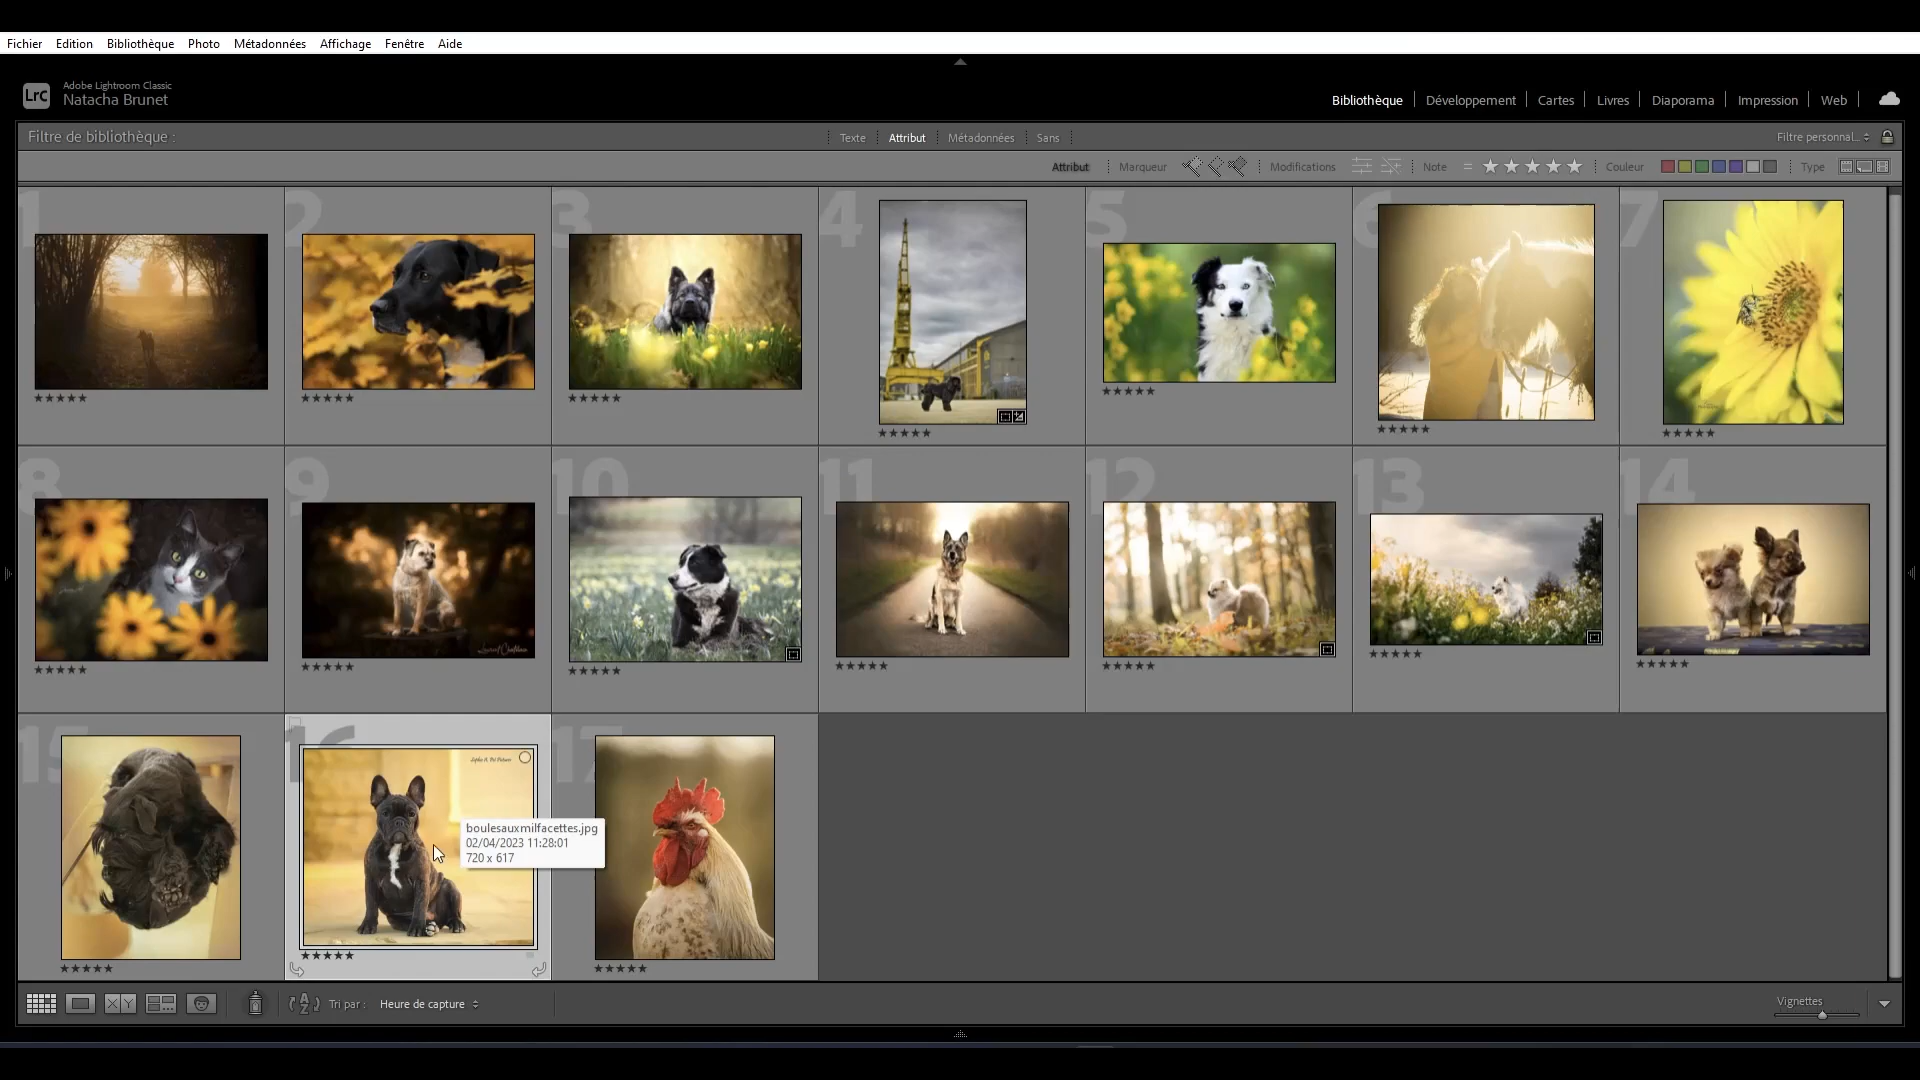 Fichier Edition Bibliothèque Photo Métadonnées Affichage Fenêtre Aide
LrC
Adobe Lightroom Classic
Natacha Brunet
Bibliothèque Développement Cartes Livres Diaporama Impression Web
Filtre de bibliothèque :
Texte Attribut Métadonnées Sans
Filtre personnal...
Attribut Marqueur Modifications Note = Couleur Type
1 2 3 4 5 6 7
8 9 10 11 12 13 14
15 16 17
boulesauxmilfacettes.jpg
02/04/2023 11:28:01
720 x 617
X Y
A
Z
Tri par : Heure de capture
Vignettes